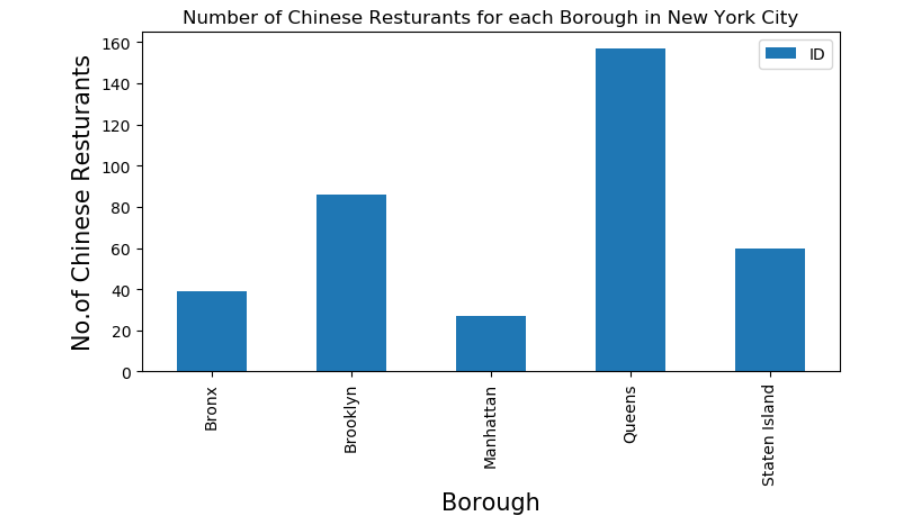 Number of Chinese Resturants for each Borough in New York City
ID
No.of Chinese Resturants
160
140
120
100
80
60
40
20
0
Bronx
Brooklyn
Manhattan
Queens
Staten Island
Borough